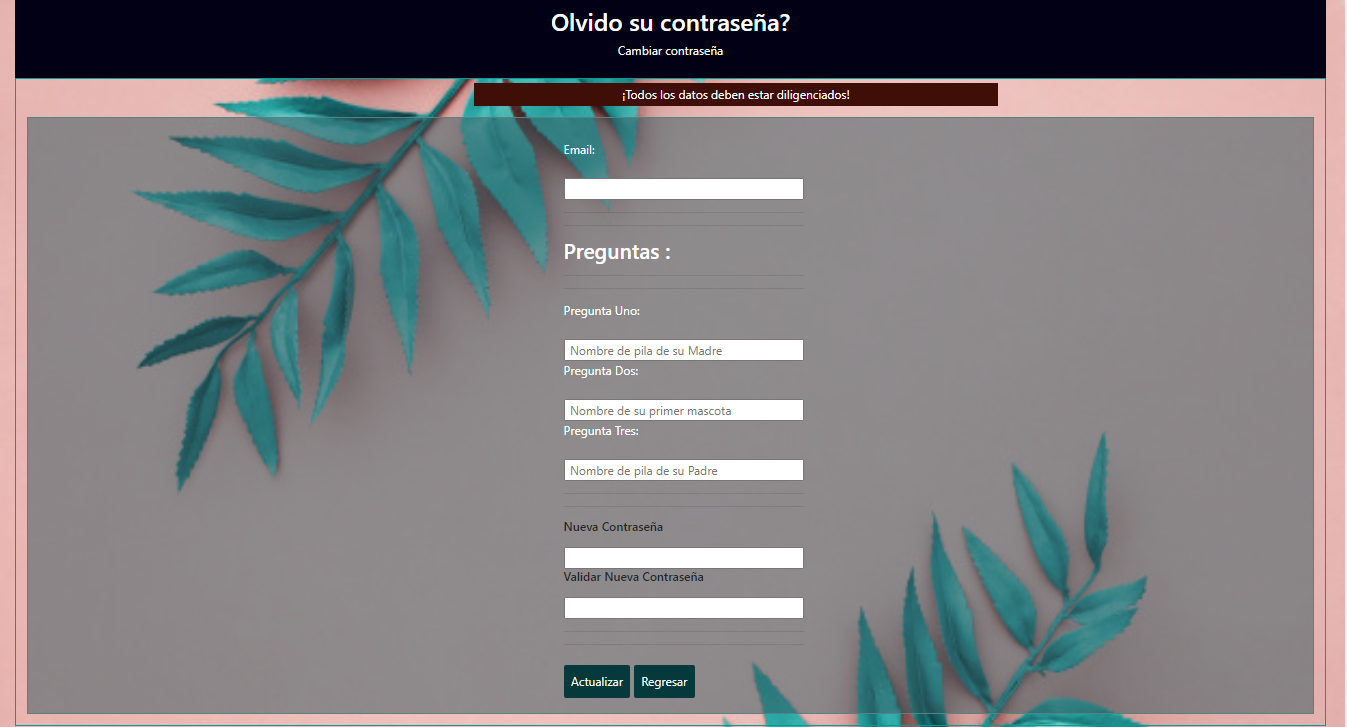 Olvido su contraseña?
Cambiar contraseña
¡Todos los datos deben estar diligenciados!
Email:
Preguntas :
Pregunta Uno:
Nombre de pila de su Madre
Pregunta Dos:
Nombre de su primer mascota
Pregunta Tres:
Nombre de pila de su Padre
Nueva Contraseña
Validar Nueva Contraseña
Actualizar Regresar